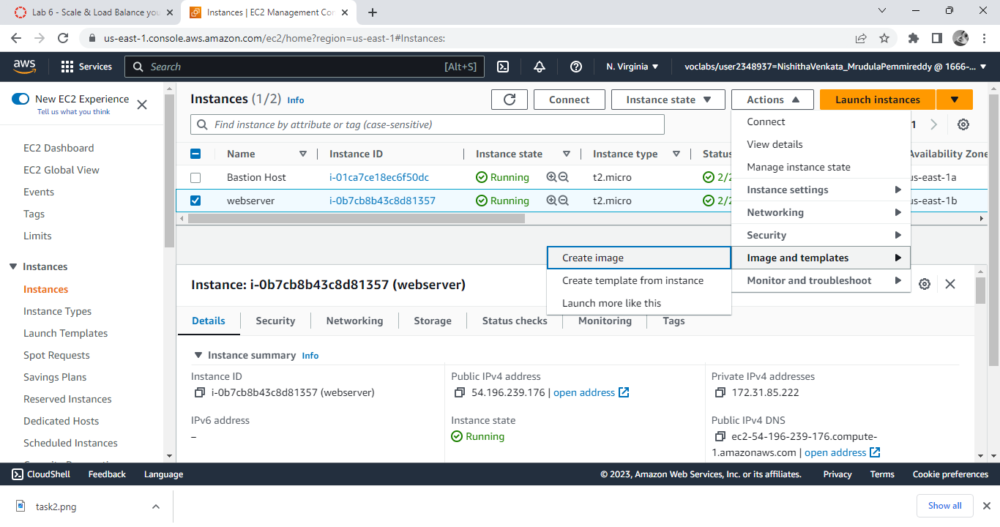 Lab 6 - Scale & Load Balance you
Instances | EC2 Management Con
us-east-1.console.aws.amazon.com/ec2/home?region=us-east-1#Instances:
aws
Services
Search
[Alt+S]
N. Virginia
voclabs/user2348937=NishithaVenkata_MrudulaPemmireddy @ 1666-...
New EC2 Experience
Tell us what you think
EC2 Dashboard
EC2 Global View
Events
Tags
Limits
Instances
Instances
Instance Types
Launch Templates
Spot Requests
Savings Plans
Reserved Instances
Dedicated Hosts
Scheduled Instances
Instances (1/2) Info
Connect
Instance state
Actions
Launch instances
Find instance by attribute or tag (case-sensitive)
1
Name
Instance ID
Instance state
Instance type
Status
Availability Zone
Bastion Host
i-01ca7ce18ec6f50dc
Running
t2.micro
2/2
us-east-1a
webserver
i-0b7cb8b43c8d81357
Running
t2.micro
2/2
us-east-1b
Connect
View details
Manage instance state
Instance settings
Networking
Security
Image and templates
Monitor and troubleshoot
Create image
Create template from instance
Launch more like this
Instance: i-0b7cb8b43c8d81357 (webserver)
Details
Security
Networking
Storage
Status checks
Monitoring
Tags
Instance summary Info
Instance ID
i-0b7cb8b43c8d81357 (webserver)
Public IPv4 address
54.196.239.176 | open address
Private IPv4 addresses
172.31.85.222
IPv6 address
–
Instance state
Running
Public IPv4 DNS
ec2-54-196-239-176.compute-
1.amazonaws.com | open address
CloudShell
Feedback
Language
© 2023, Amazon Web Services, Inc. or its affiliates.
Privacy
Terms
Cookie preferences
task2.png
Show all